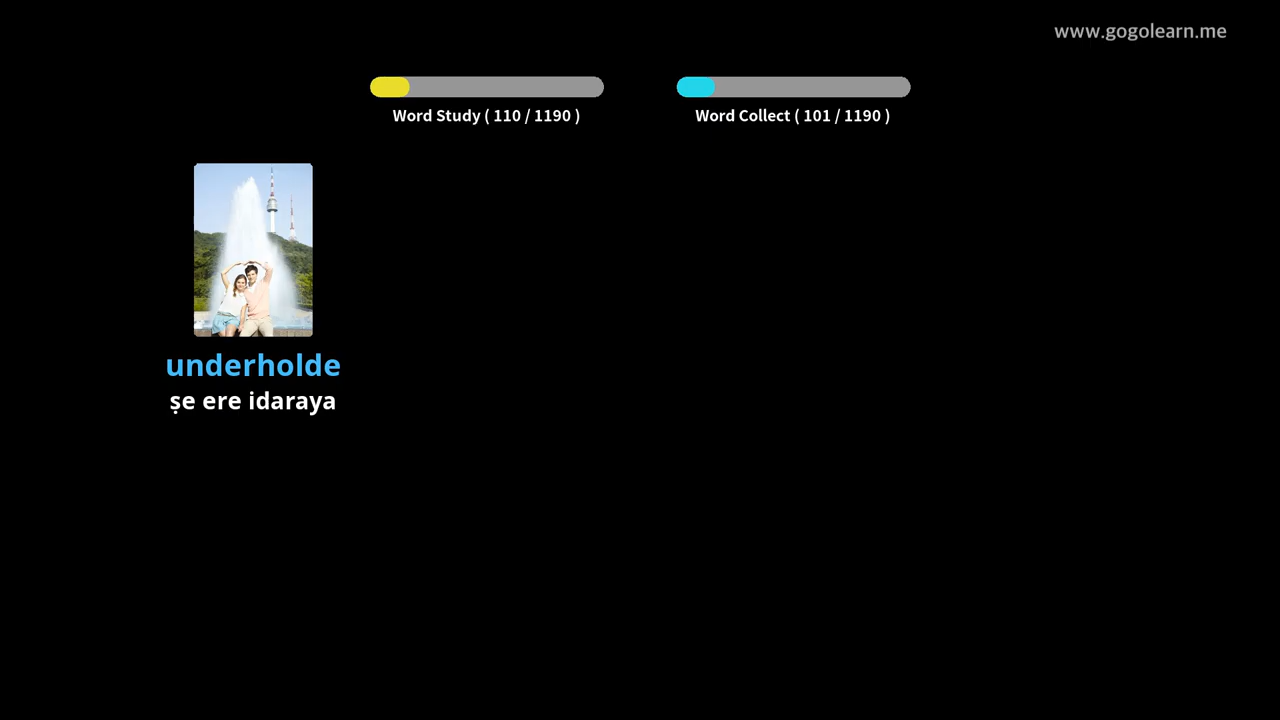 www.gogolearn.me
Word Study ( 110 / 1190 )
Word Collect ( 101 / 1190 )
underholde
ṣe ere idaraya